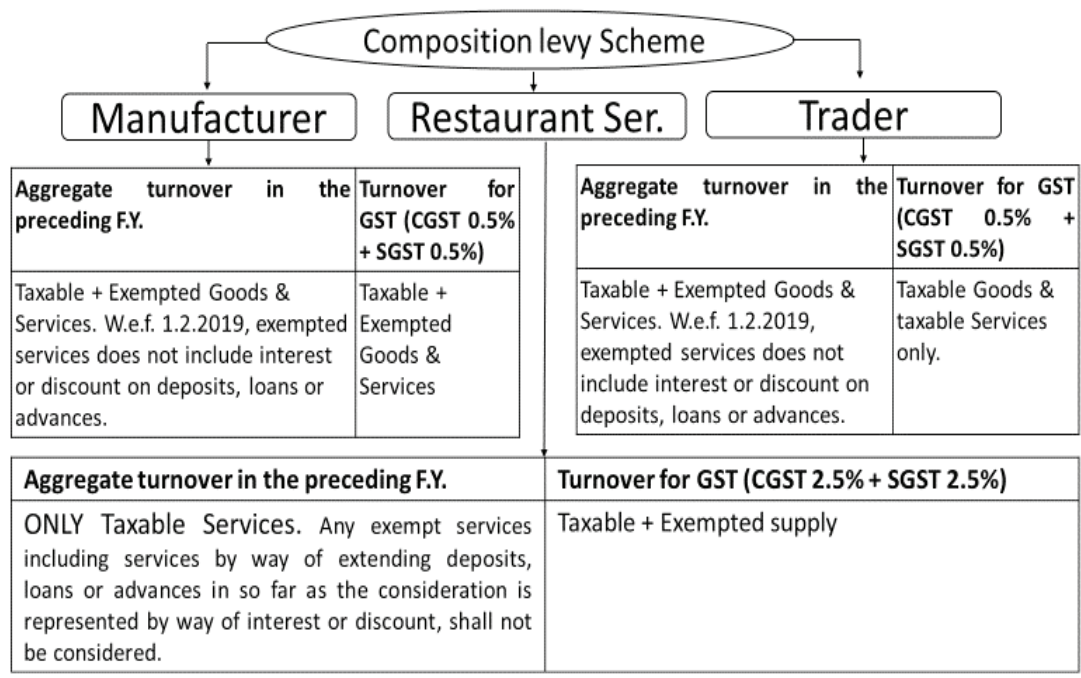 Composition levy Scheme
Manufacturer
Restaurant Ser.
Trader
Aggregate turnover in the
preceding F.Y.
Turnover for
GST (CGST 0.5%
+ SGST 0.5%)
Taxable + Exempted Goods &
Services. W.e.f. 1.2.2019, exempted
services does not include interest
or discount on deposits, loans or
advances.
Taxable +
Exempted
Goods &
Services
Aggregate turnover in the
preceding F.Y.
Turnover for GST
(CGST 0.5% +
SGST 0.5%)
Taxable + Exempted Goods &
Services. W.e.f. 1.2.2019,
exempted services does not
include interest or discount on
deposits, loans or advances.
Taxable Goods &
taxable Services
only.
Aggregate turnover in the preceding F.Y.
Turnover for GST (CGST 2.5% + SGST 2.5%)
ONLY Taxable Services. Any exempt services
including services by way of extending deposits,
loans or advances in so far as the consideration is
represented by way of interest or discount, shall not
be considered.
Taxable + Exempted supply